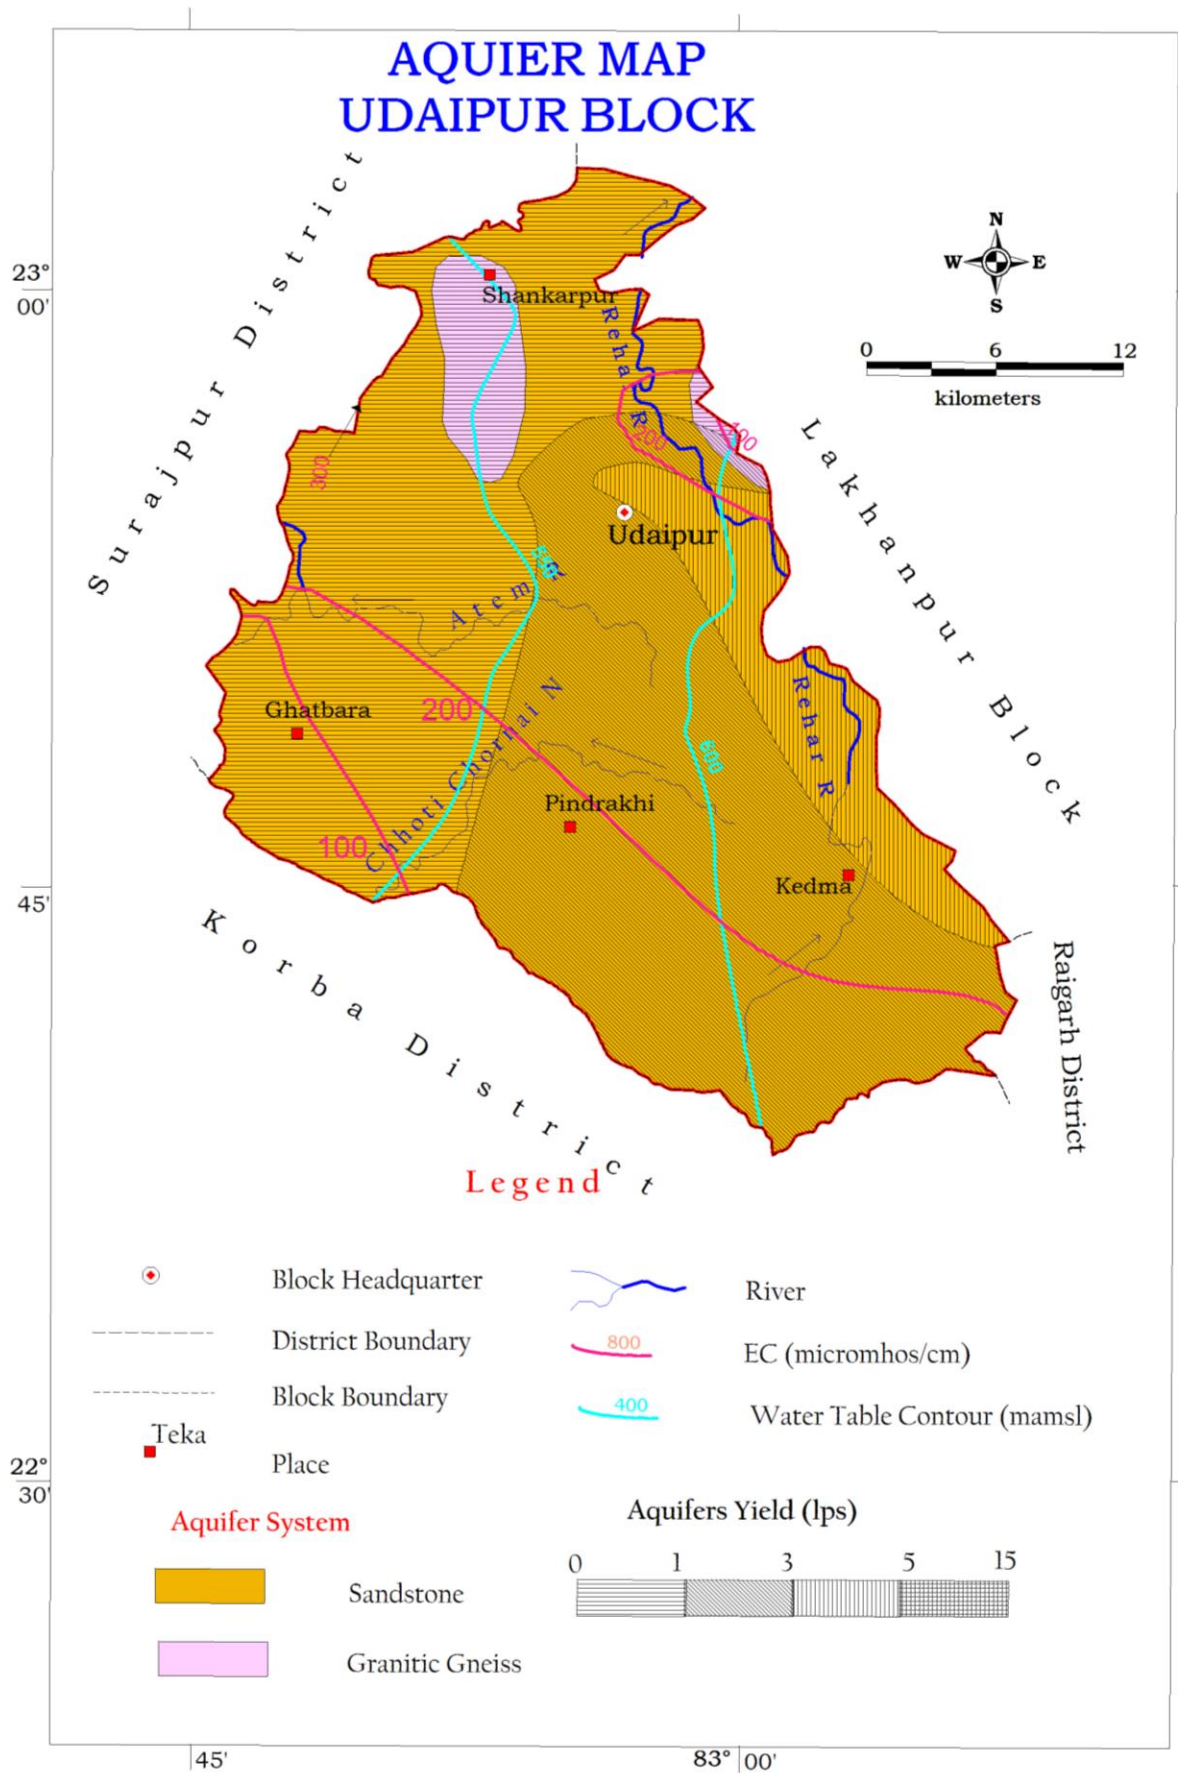 AQUIER MAP
UDAIPUR BLOCK
Surajpur District
N
W E
S
23°
00'
0 6 12
kilometers
Shankarpur
Rehar R
Lakhanpur Block
200
400
300
Udaipur
550
Atem R
Rehar R
Ghatbara
200
Chhoti Chornai N
600
Pindrakhi
100
Kedma
45'
Korba District
Raigarh District
Legend
Block Headquarter
River
District Boundary
800
EC (micromhos/cm)
Block Boundary
400
Water Table Contour (mamsl)
Teka
Place
22°
30'
Aquifer System
Aquifers Yield (lps)
0 1 3 5 15
Sandstone
Granitic Gneiss
45'
83° 00'